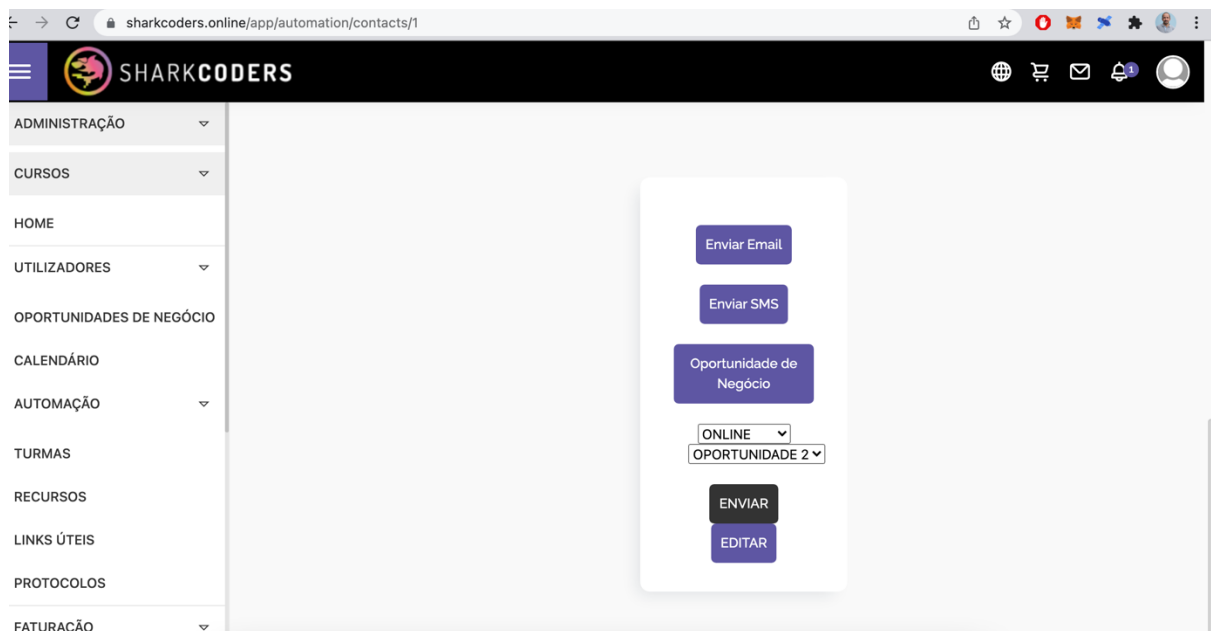 sharkcoders.online/app/automation/contacts/1
SHARKCODERS
1
ADMINISTRAÇÃO
CURSOS
HOME
UTILIZADORES
OPORTUNIDADES DE NEGÓCIO
CALENDÁRIO
AUTOMAÇÃO
TURMAS
RECURSOS
LINKS ÚTEIS
PROTOCOLOS
FATURAÇÃO
Enviar Email
Enviar SMS
Oportunidade de
Negócio
ONLINE
OPORTUNIDADE 2
ENVIAR
EDITAR